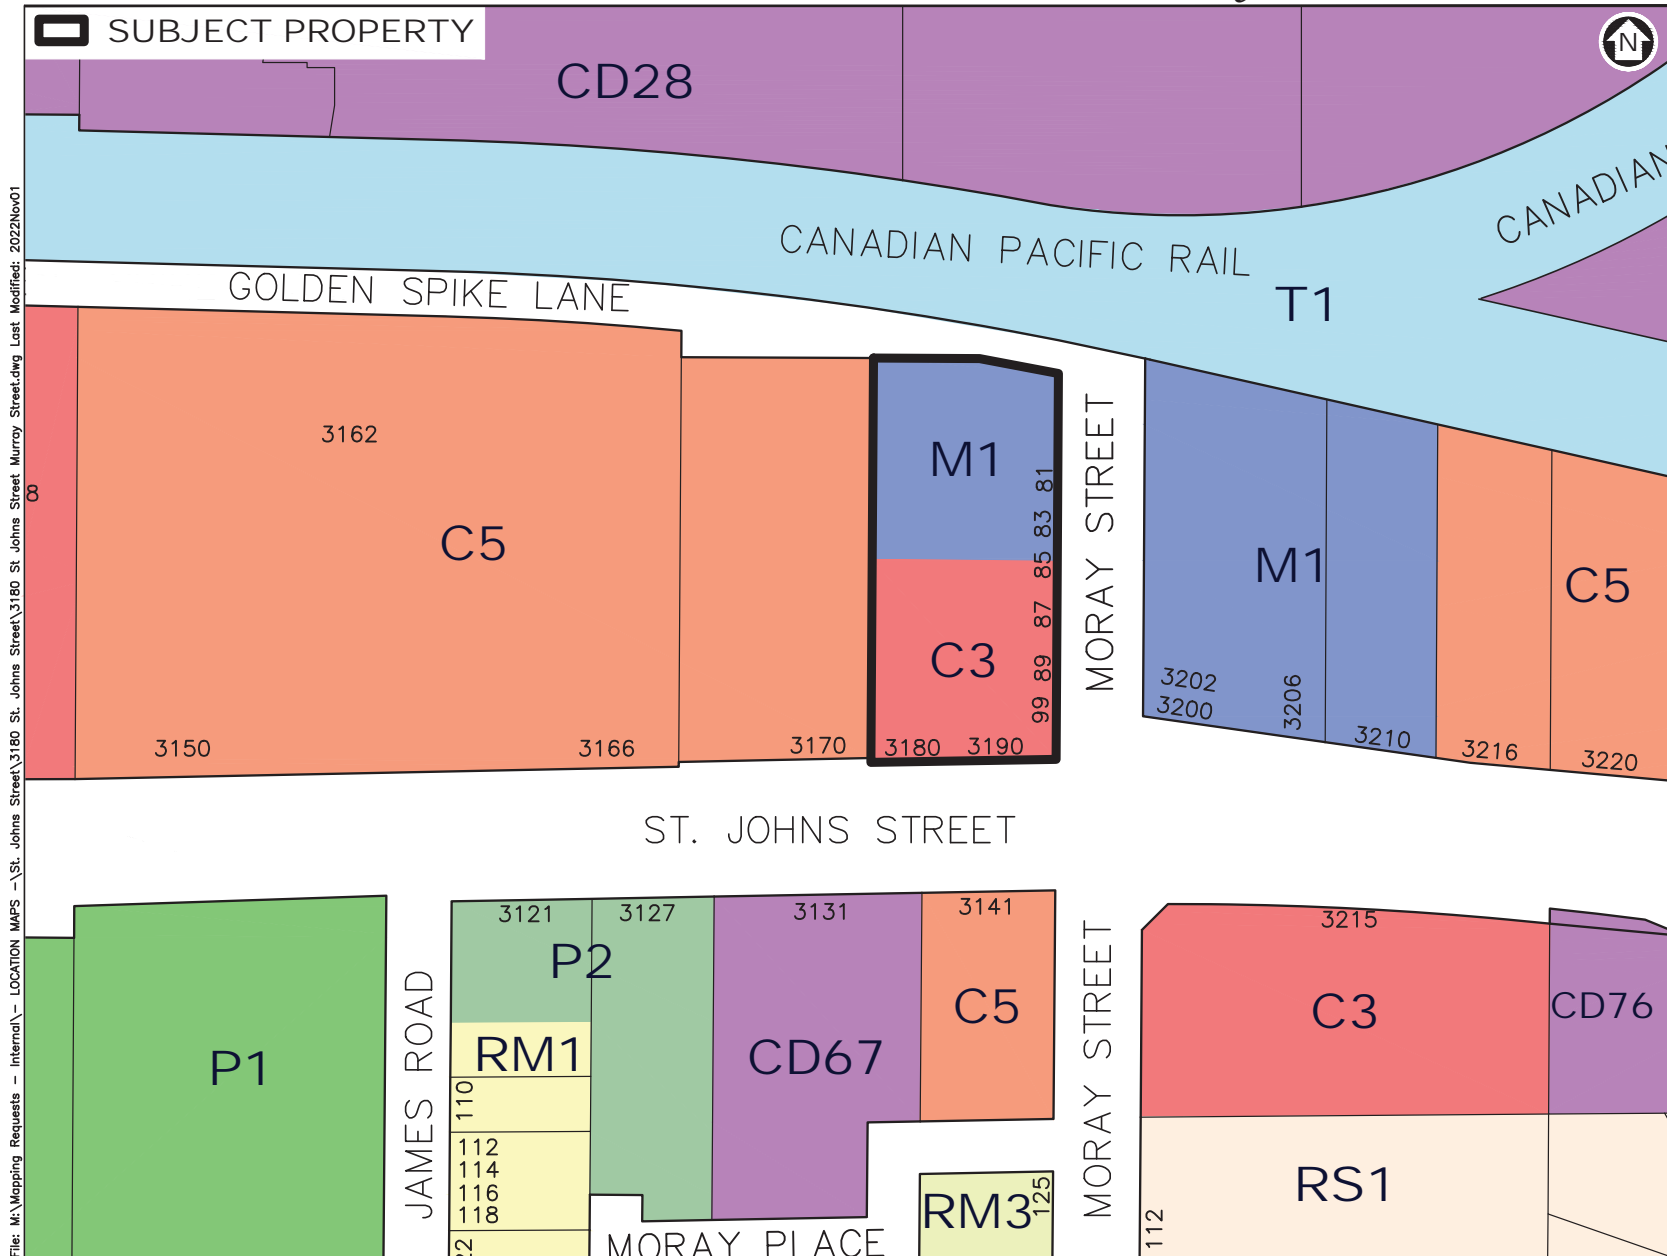 SUBJECT PROPERTY
N
CD28
CANADIAN
CANADIAN PACIFIC RAIL
T1
GOLDEN SPIKE LANE
3162
8
C5
3150
3166
3170
M1
C3
81
83
85
87
89
99
3180
3190
MORAY STREET
M1
3202
3200
3206
3210
C5
3216
3220
ST. JOHNS STREET
P1
JAMES ROAD
3121
3127
P2
RM1
110
112
114
116
118
3131
CD67
3141
C5
MORAY PLACE
RM3
125
MORAY STREET
3215
C3
CD76
RS1
112
File: M:\Mapping Requests - Internal\- LOCATION MAPS -\St. Johns Street\3180 St. Johns Street\3180 St Johns Street Murray Street.dwg Last Modified: 2022Nov01